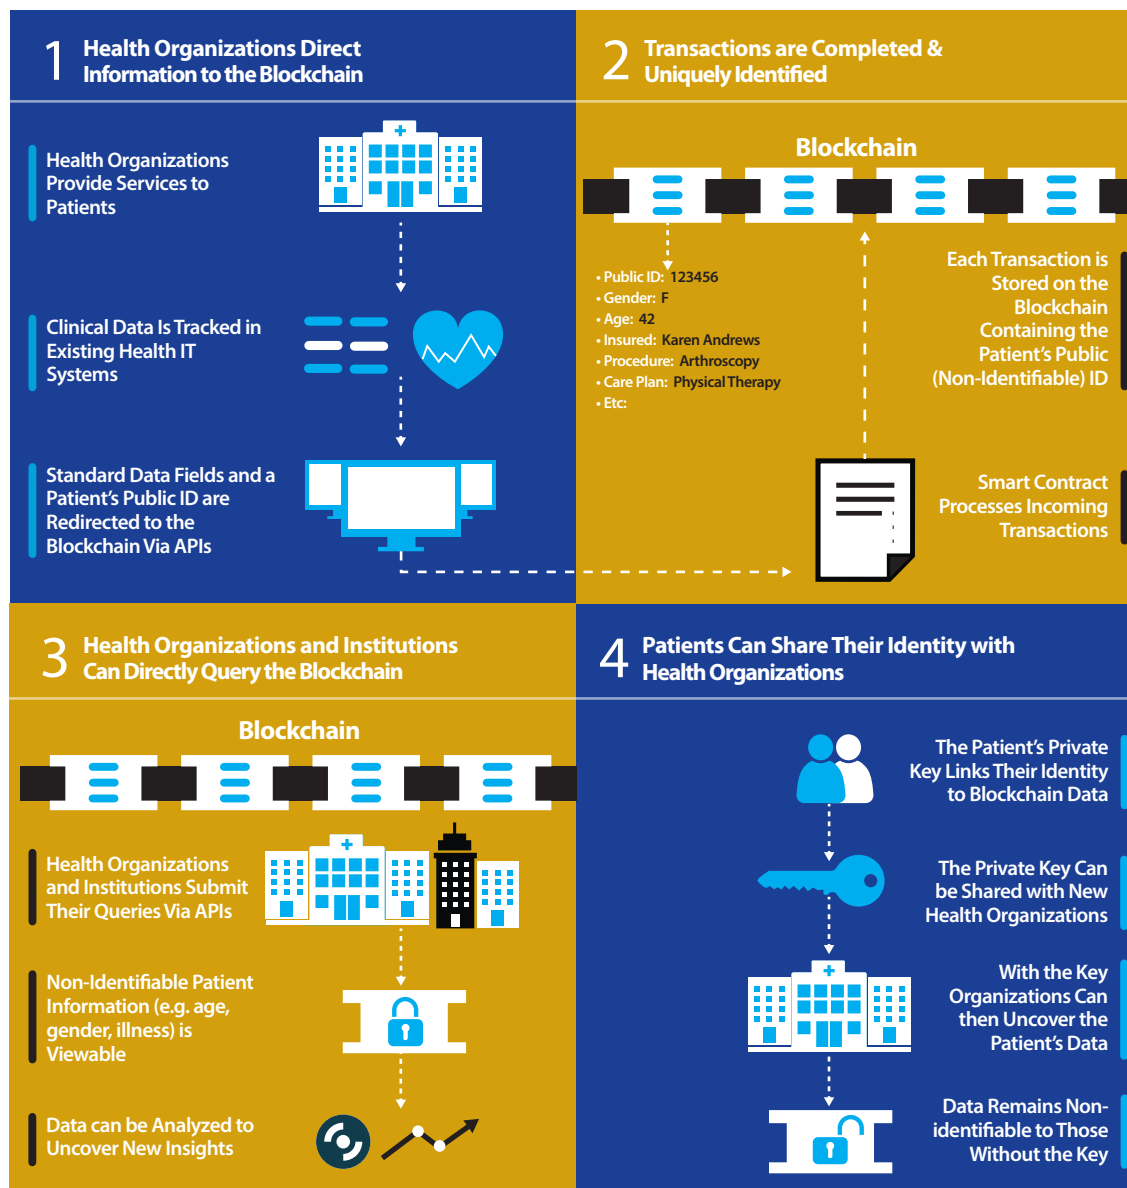 1
Health Organizations Direct
Information to the Blockchain
Health Organizations
Provide Services to
Patients
Clinical Data Is Tracked in
Existing Health IT
Systems
Standard Data Fields and a
Patient's Public ID are
Redirected to the
Blockchain Via APIs
2
Transactions are Completed &
Uniquely Identified
Blockchain
• Public ID: 123456
• Gender: F
• Age: 42
• Insured: Karen Andrews
• Procedure: Arthroscopy
• Care Plan: Physical Therapy
• Etc:
Each Transaction is
Stored on the
Blockchain
Containing the
Patient's Public
(Non-Identifiable) ID
Smart Contract
Processes Incoming
Transactions
3
Health Organizations and Institutions
Can Directly Query the Blockchain
Blockchain
Health Organizations
and Institutions Submit
Their Queries Via APIs
Non-Identifiable Patient
Information (e.g. age,
gender, illness) is
Viewable
Data can be Analyzed to
Uncover New Insights
4
Patients Can Share Their Identity with
Health Organizations
The Patient's Private
Key Links Their Identity
to Blockchain Data
The Private Key Can
be Shared with New
Health Organizations
With the Key
Organizations Can
then Uncover the
Patient's Data
Data Remains Non-
identifiable to Those
Without the Key